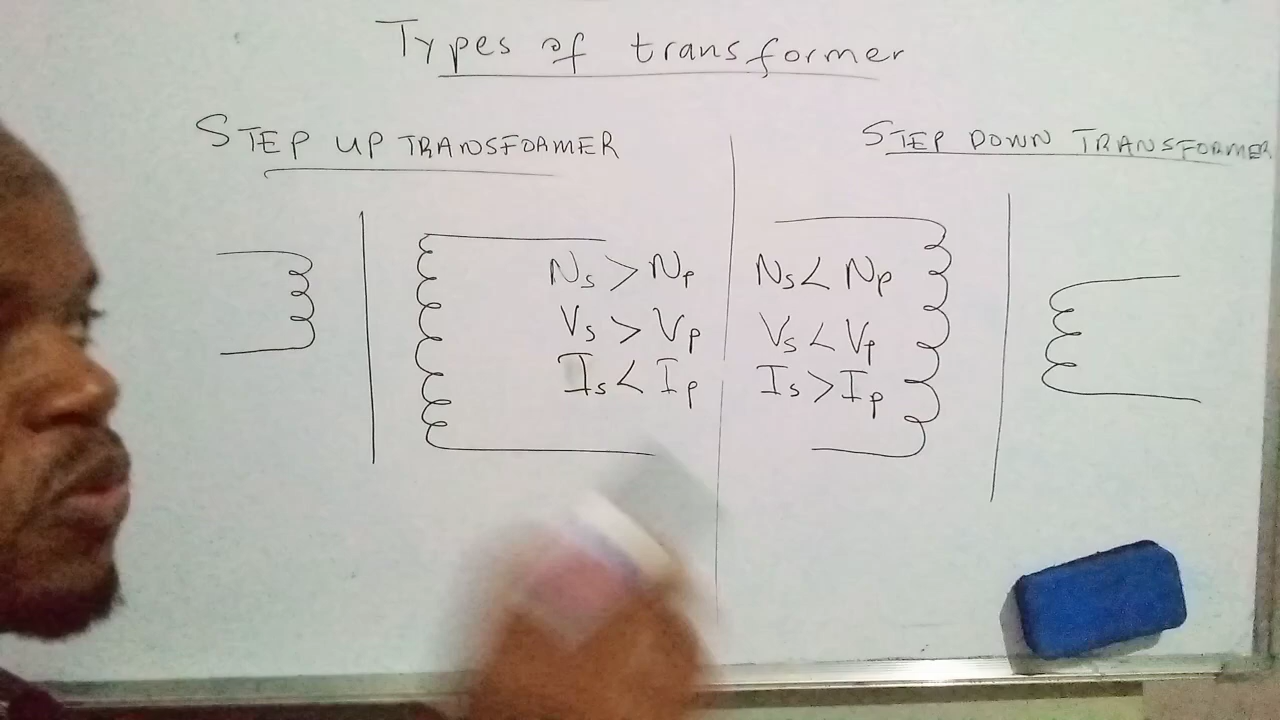 Types of transformer
STEP UP TRANSFORMER
Ns > Np
Vs > Vp
Is < Ip
STEP DOWN TRANSFORMER
Ns < Np
Vs < Vp
Is > Ip